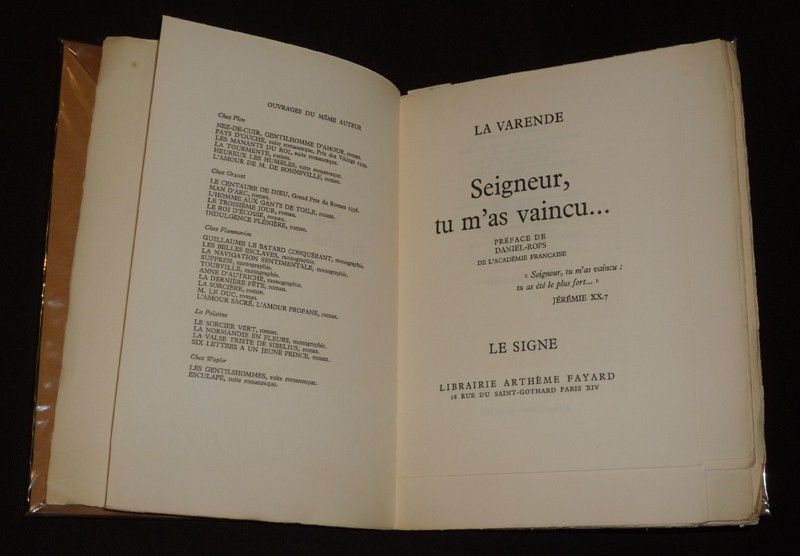 OUVRAGES DU MÊME AUTEUR
Chez Plon
NEZ-DE-CUIR, GENTILHOMME D'AMOUR, roman.
PAYS D'OUCHE, suite romanesque, Prix des Vikings 1934.
LES MANANTS DU ROI, suite romanesque.
LA TOURMENTE, roman.
HEUREUX LES HUMBLES, suite romanesque.
L'AMOUR DE M. DE BONNEVILLE, roman.
Chez Grasset
LE CENTAURE DE DIEU, Grand Prix du Roman 1936.
MAN D'ARC, roman.
L'HOMME AUX GANTS DE TOILE, roman.
LE TROISIÈME JOUR, roman.
LE ROI D'ÉCOSSE, roman.
INDULGENCE PLÉNIÈRE, roman.
Chez Flammarion
GUILLAUME LE BATARD CONQUÉRANT, monographie.
LES BELLES ESCLAVES, monographie.
LA NAVIGATION SENTIMENTALE, monographie.
SUFFREN, monographie.
TOURVILLE, monographie.
ANNE D'AUTRICHE, monographie.
LA DERNIÈRE FÊTE, roman.
LA SORCIÈRE, roman.
M. LE DUC, roman.
L'AMOUR SACRÉ, L'AMOUR PROFANE, roman.
La Palatine
LE SORCIER VERT, roman.
LA NORMANDIE EN FLEURS, monographie.
LA VALSE TRISTE DE SIBELIUS, roman.
SIX LETTRES A UN JEUNE PRINCE, roman.
Chez Wapler
LES GENTILSHOMMES, suite romanesque.
ESCULAPE, suite romanesque.
LA VARENDE
Seigneur,
tu m'as vaincu...
PRÉFACE DE
DANIEL-ROPS
DE L'ACADÉMIE FRANCAISE
« Seigneur, tu m'as vaincu :
tu as été le plus fort... »
JÉRÉMIE XX-7
LE SIGNE
LIBRAIRIE ARTHÈME FAYARD
18 RUE DU SAINT-GOTHARD PARIS XIV